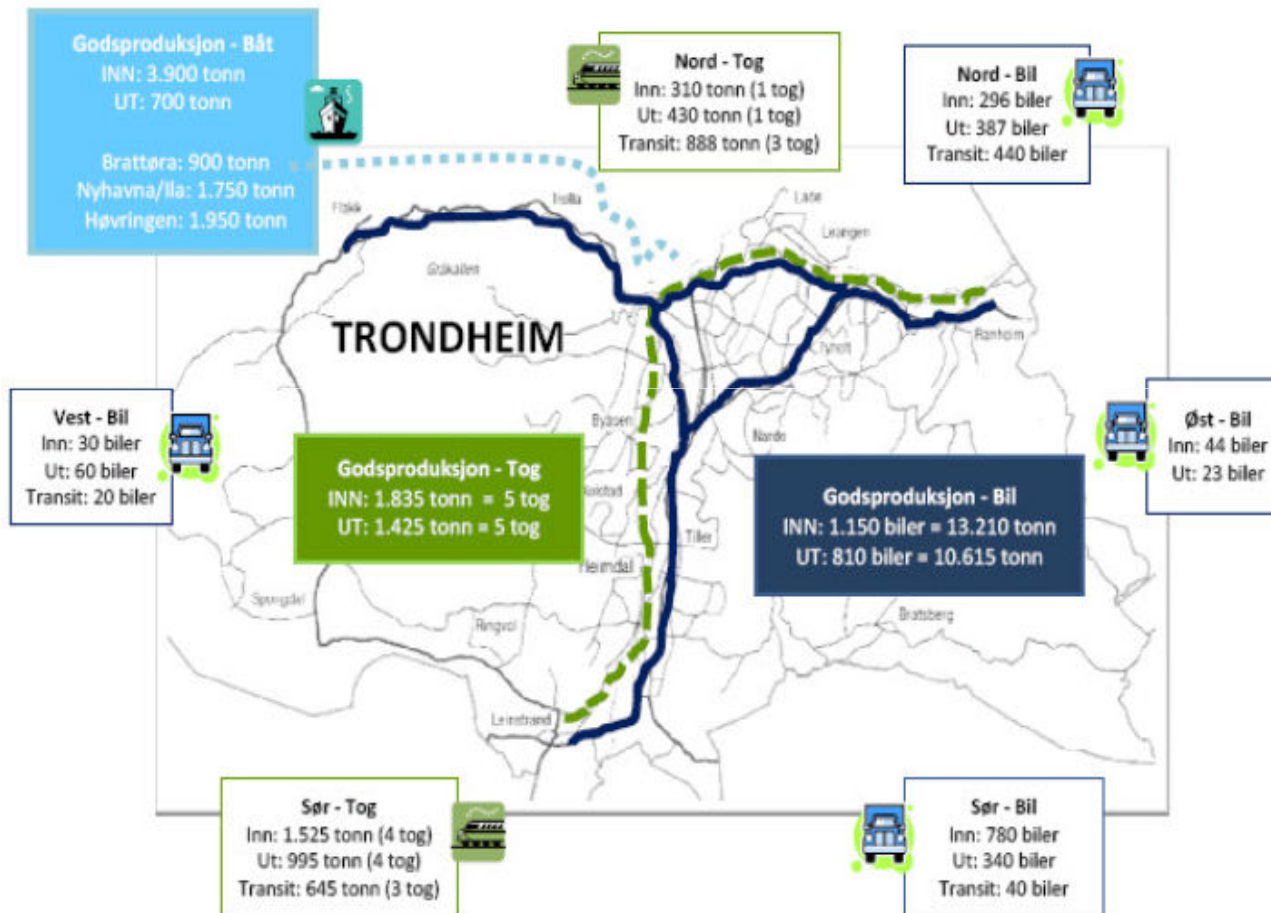 Godsproduksjon - Båt
INN: 3.900 tonn
UT: 700 tonn
Brattøra: 900 tonn
Nyhavna/Ila: 1.750 tonn
Høvringen: 1.950 tonn
Nord - Tog
Inn: 310 tonn (1 tog)
Ut: 430 tonn (1 tog)
Transit: 888 tonn (3 tog)
Nord - Bil
Inn: 296 biler
Ut: 387 biler
Transit: 440 biler
Flakk
Trolla
Lade
Leangen
Gråkallen
TRONDHEIM
Ranheim
Tyholt
Byåsen
Nardo
Vest - Bil
Inn: 30 biler
Ut: 60 biler
Transit: 20 biler
Godsproduksjon - Tog
INN: 1.835 tonn = 5 tog
UT: 1.425 tonn = 5 tog
Godsproduksjon - Bil
INN: 1.150 biler = 13.210 tonn
UT: 810 biler = 10.615 tonn
Øst - Bil
Inn: 44 biler
Ut: 23 biler
Tiller
Heimdal
Spongdal
Ringvol
Bratsberg
Leinstrand
Sør - Tog
Inn: 1.525 tonn (4 tog)
Ut: 995 tonn (4 tog)
Transit: 645 tonn (3 tog)
Sør - Bil
Inn: 780 biler
Ut: 340 biler
Transit: 40 biler